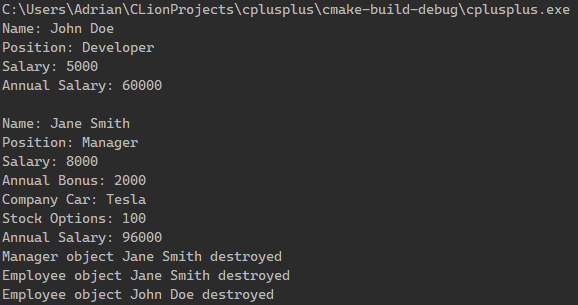 C:\Users\Adrian\CLionProjects\cplusplus\cmake-build-debug\cplusplus.exe
Name: John Doe
Position: Developer
Salary: 5000
Annual Salary: 60000

Name: Jane Smith
Position: Manager
Salary: 8000
Annual Bonus: 2000
Company Car: Tesla
Stock Options: 100
Annual Salary: 96000
Manager object Jane Smith destroyed
Employee object Jane Smith destroyed
Employee object John Doe destroyed